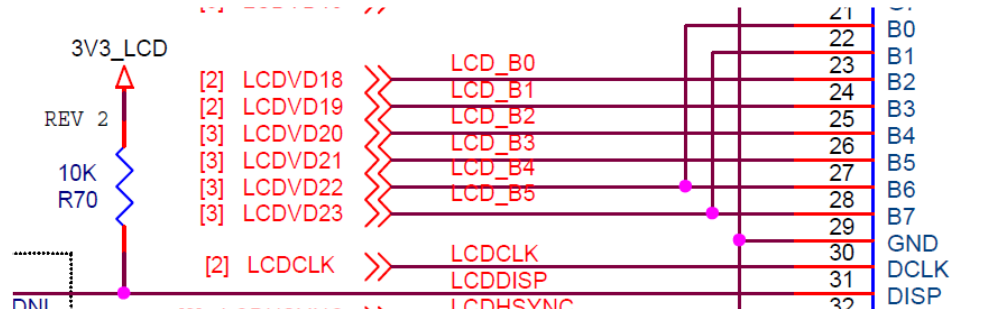 21
B0
3V3_LCD
22
B1
LCD_B0
23
[2] LCDVD18
B2
LCD_B1
24
[2] LCDVD19
B3
REV 2
LCD_B2
25
[3] LCDVD20
B4
LCD_B3
26
[3] LCDVD21
B5
10K
LCD_B4
27
[3] LCDVD22
B6
R70
LCD_B5
28
[3] LCDVD23
B7
29
GND
LCDCLK
30
[2] LCDCLK
DCLK
LCDDISP
31
DISP
LCDHSYNC
32